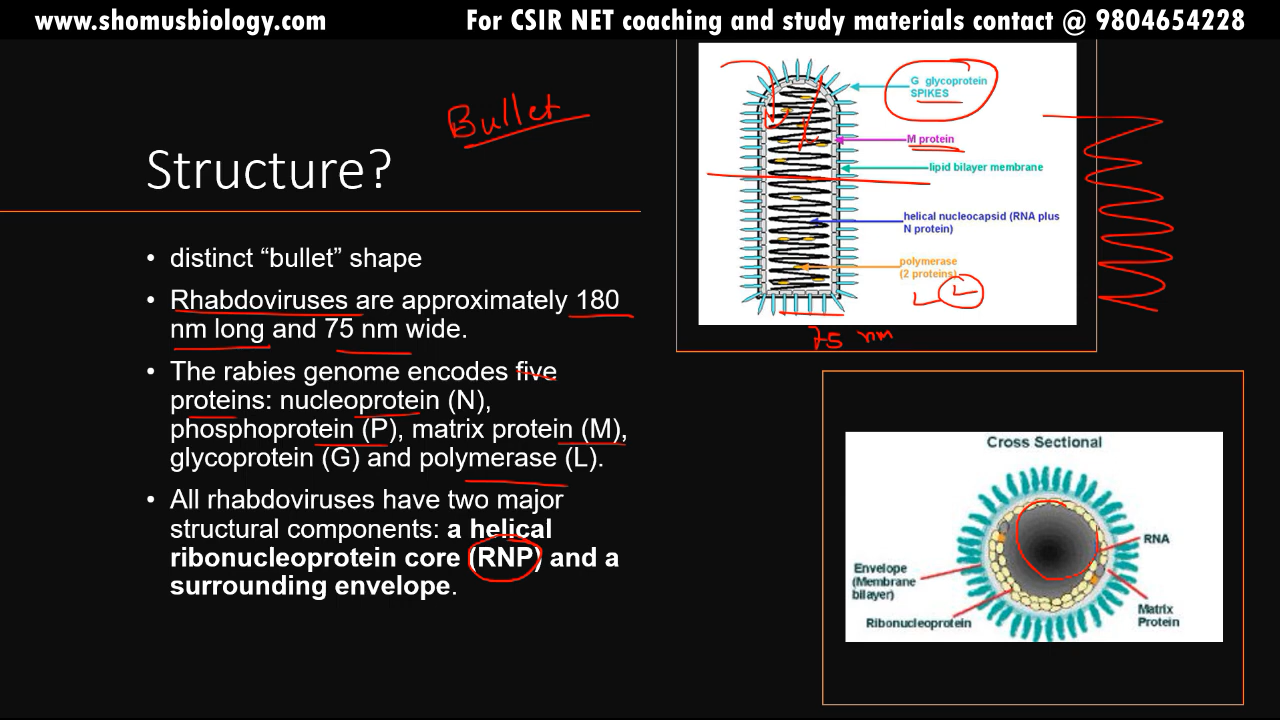 www.shomusbiology.com
For CSIR NET coaching and study materials contact @ 9804654228
Bullet
Structure?
• distinct “bullet” shape
• Rhabdoviruses are approximately 180
nm long and 75 nm wide.
• The rabies genome encodes five
proteins: nucleoprotein (N),
phosphoprotein (P), matrix protein (M),
glycoprotein (G) and polymerase (L).
• All rhabdoviruses have two major
structural components: a helical
ribonucleoprotein core (RNP) and a
surrounding envelope.
G glycoprotein
SPIKES
M protein
lipid bilayer membrane
helical nucleocapsid (RNA plus
N protein)
polymerase
(2 proteins)
75 nm
Cross Sectional
RNA
Envelope
(Membrane
bilayer)
Ribonucleoprotein
Matrix
Protein